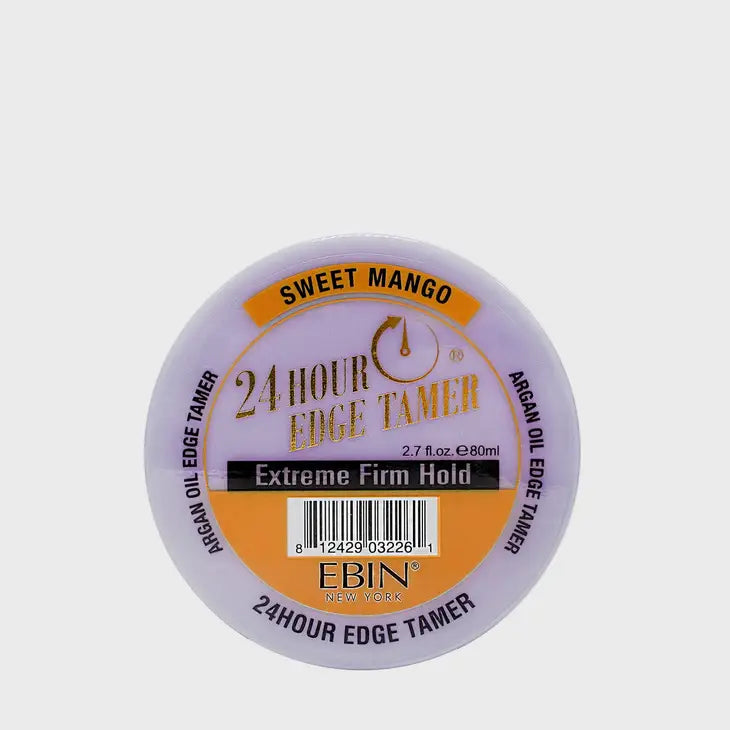 SWEET MANGO
24 HOUR
EDGE TAMER®
2.7 fl.oz. ℮80ml
Extreme Firm Hold
8 12429 03226 1
EBIN®
NEW YORK
ARGAN OIL EDGE TAMER
ARGAN OIL EDGE TAMER
24HOUR EDGE TAMER